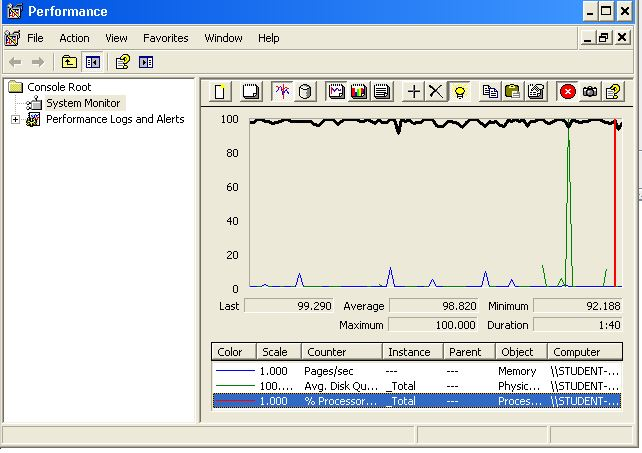 Performance
File Action View Favorites Window Help
Console Root
System Monitor
Performance Logs and Alerts
100
80
60
40
20
0
Last 99.290 Average 98.820 Minimum 92.188
Maximum 100.000 Duration 1:40
Color Scale Counter Instance Parent Object Computer
1.000 Pages/sec --- --- Memory \\STUDENT-...
100.... Avg. Disk Qu... _Total --- Physic... \\STUDENT-...
1.000 % Processor... _Total --- Proces... \\STUDENT-...